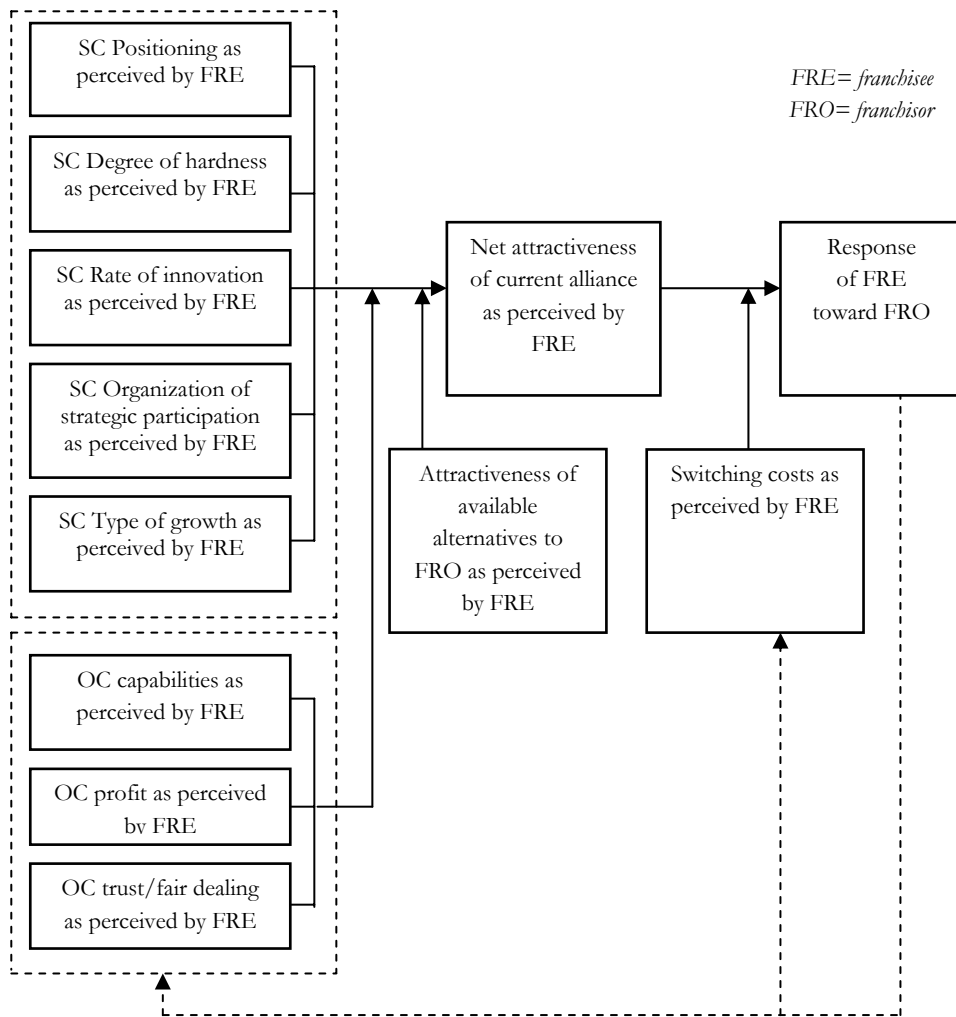 SC Positioning as
perceived by FRE
FRE= franchisee
FRO= franchisor
SC Degree of hardness
as perceived by FRE
SC Rate of innovation
as perceived by FRE
Net attractiveness
of current alliance
as perceived by
FRE
Response
of FRE
toward FRO
SC Organization of
strategic participation
as perceived by FRE
SC Type of growth as
perceived by FRE
Attractiveness of
available
alternatives to
FRO as perceived
by FRE
Switching costs as
perceived by FRE
OC capabilities as
perceived by FRE
OC profit as perceived
by FRE
OC trust/fair dealing
as perceived by FRE